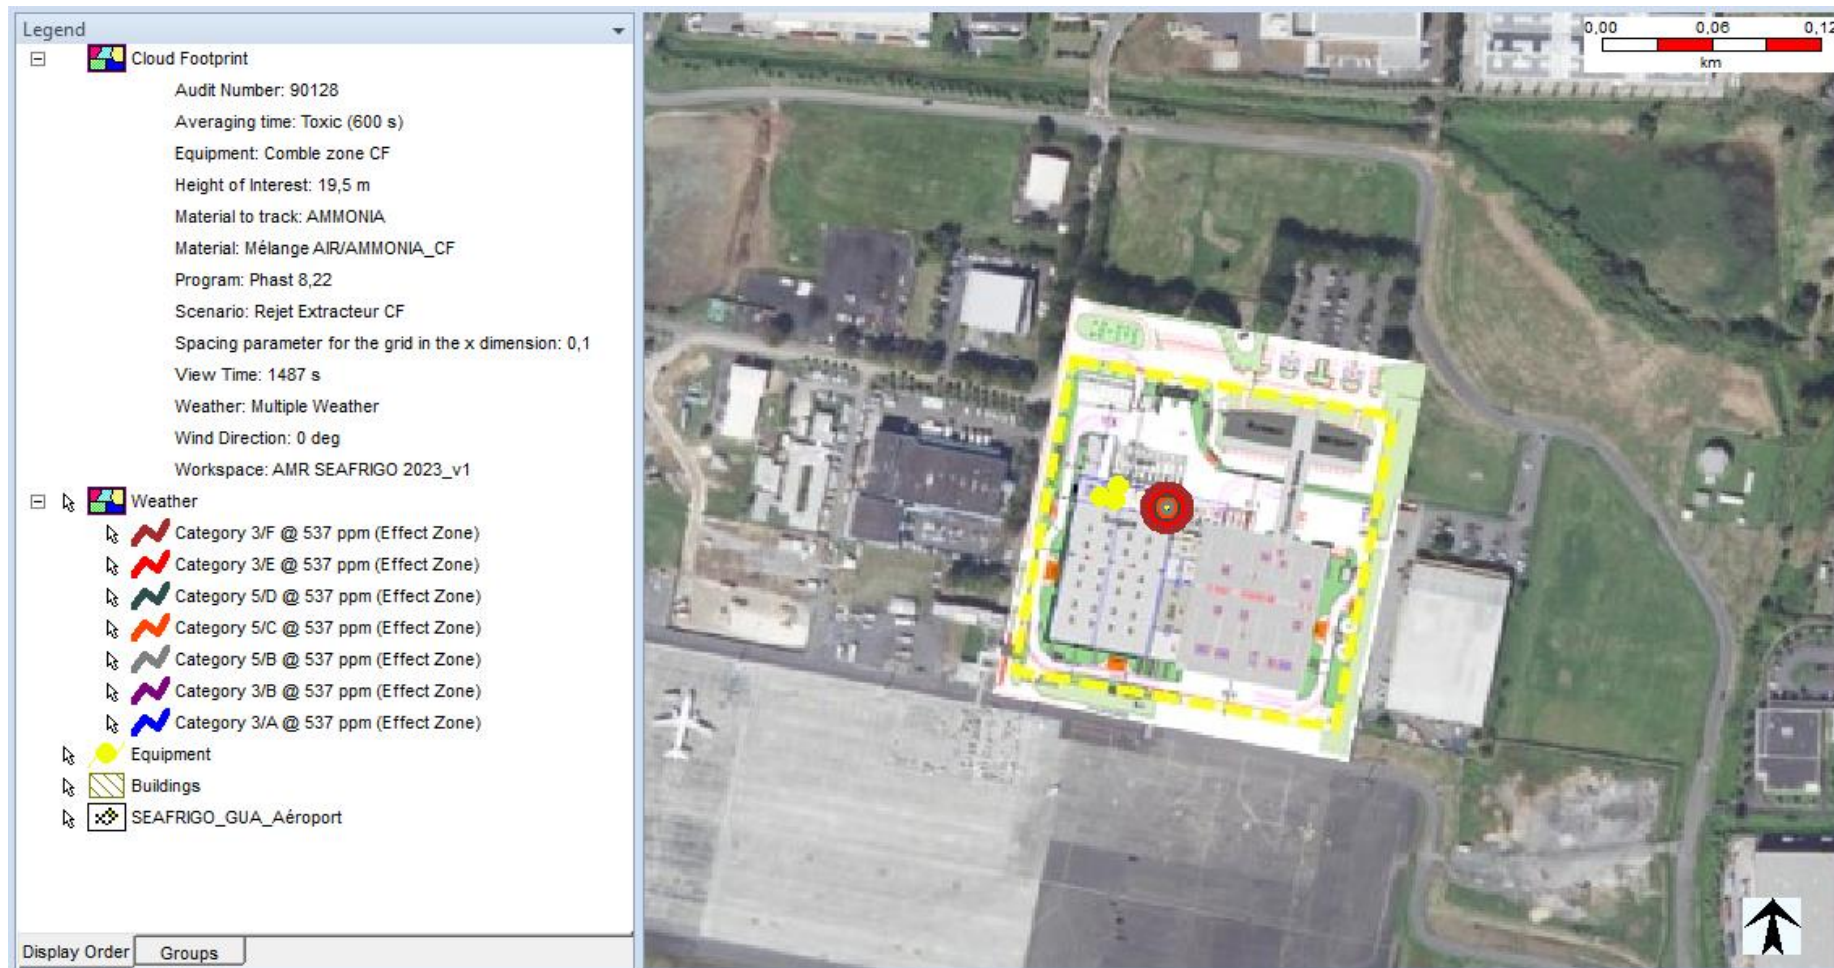 Legend
Cloud Footprint
Audit Number: 90128
Averaging time: Toxic (600 s)
Equipment: Comble zone CF
Height of Interest: 19,5 m
Material to track: AMMONIA
Material: Mélange AIR/AMMONIA_CF
Program: Phast 8,22
Scenario: Rejet Extracteur CF
Spacing parameter for the grid in the x dimension: 0,1
View Time: 1487 s
Weather: Multiple Weather
Wind Direction: 0 deg
Workspace: AMR SEAFRIGO 2023_v1
Weather
Category 3/F @ 537 ppm (Effect Zone)
Category 3/E @ 537 ppm (Effect Zone)
Category 5/D @ 537 ppm (Effect Zone)
Category 5/C @ 537 ppm (Effect Zone)
Category 5/B @ 537 ppm (Effect Zone)
Category 3/B @ 537 ppm (Effect Zone)
Category 3/A @ 537 ppm (Effect Zone)
Equipment
Buildings
SEAFRIGO_GUA_Aéroport
Display Order Groups
0,00 0,06 0,12
km